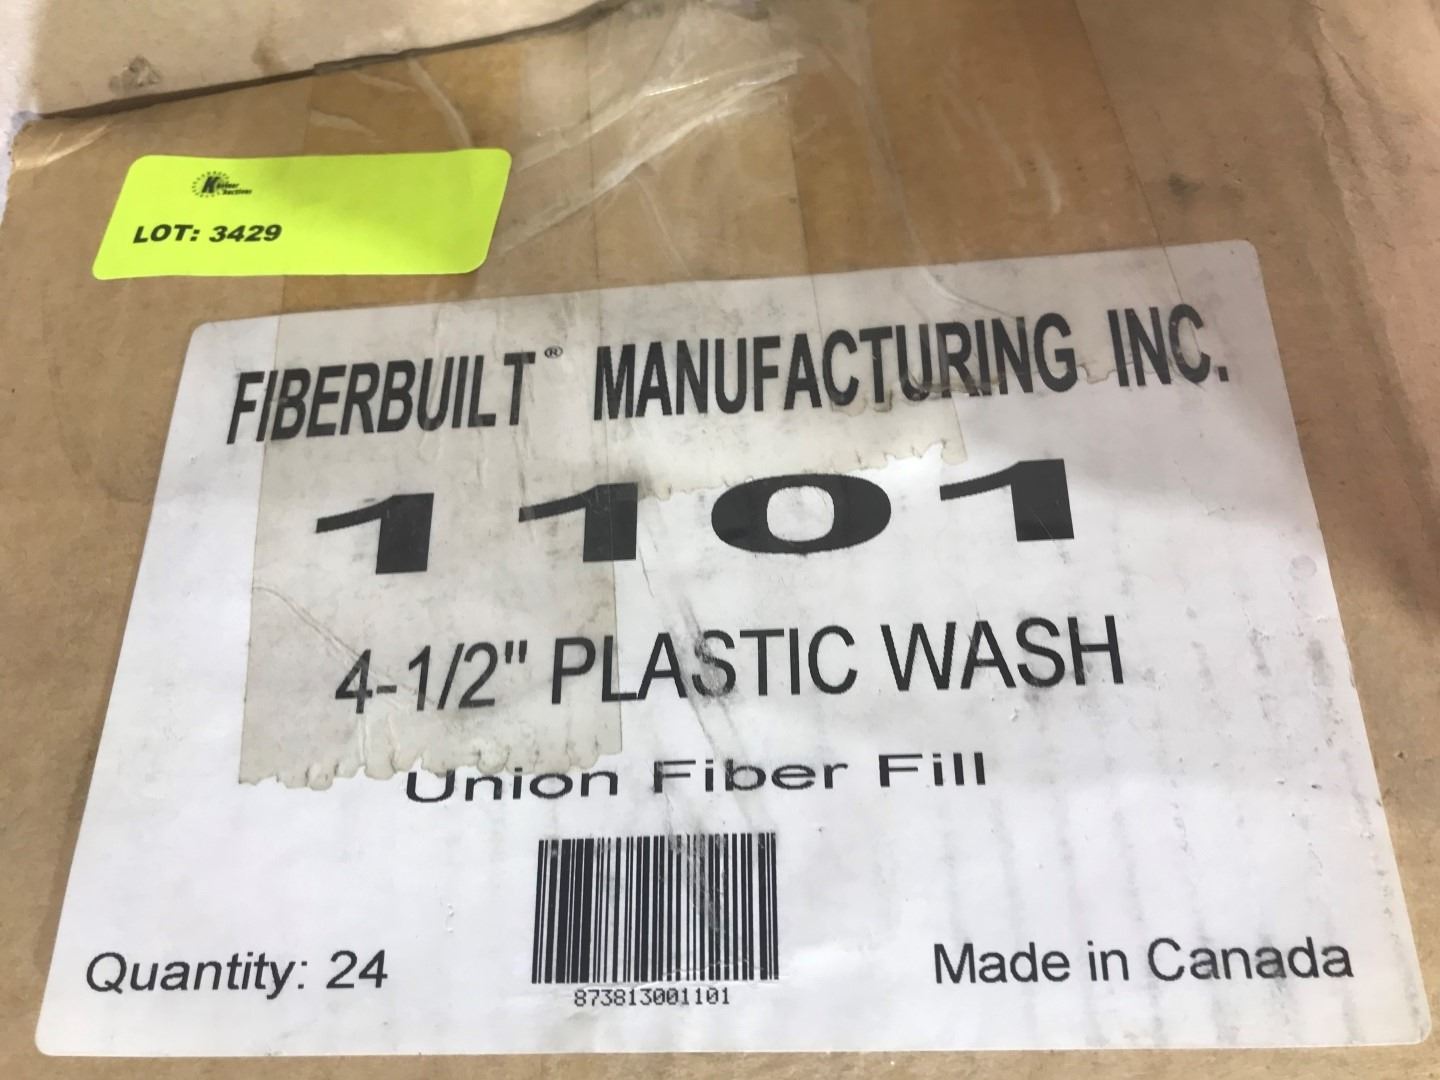 LOT: 3429
FIBERBUILT® MANUFACTURING INC.
1101
4-1/2" PLASTIC WASH
Union Fiber Fill
873813001101
Quantity: 24
Made in Canada